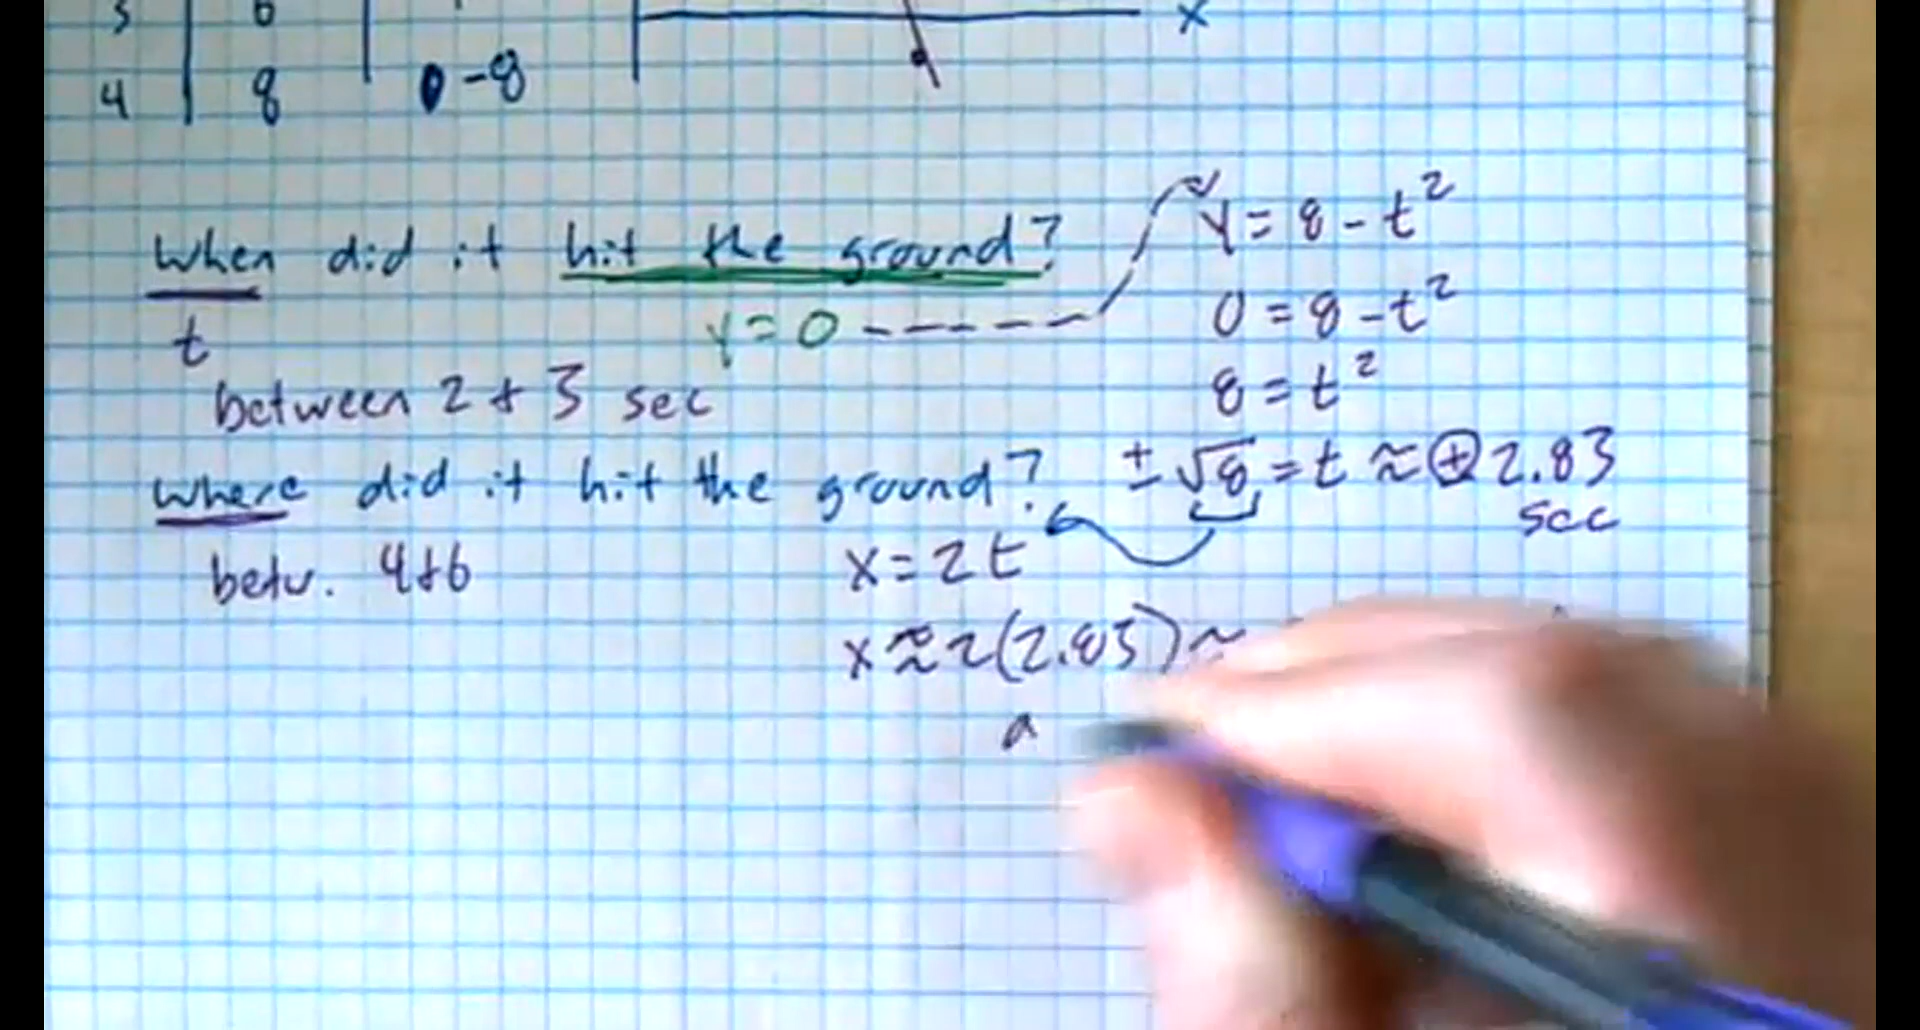 3 6
x
4 8 -8
When did it hit the ground?
y = 8 - t²
t
y = 0
0 = 8 - t²
between 2 + 3 sec
8 = t²
Where did it hit the ground?
± √8 = t ≈ + 2.83
sec
betw. 4+6
x = 2t
x ≈ 2(2.83) ≈
a